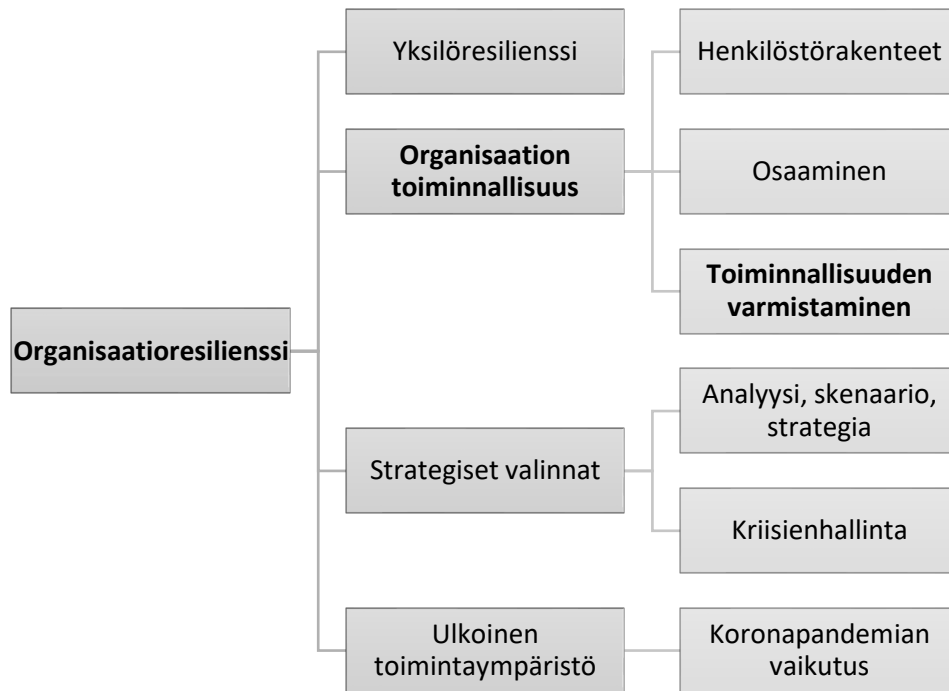 Organisaatioresilienssi
Yksilöresilienssi
Organisaation
toiminnallisuus
Henkilöstörakenteet
Osaaminen
Toiminnallisuuden
varmistaminen
Strategiset valinnat
Analyysi, skenaario,
strategia
Kriisienhallinta
Ulkoinen
toimintaympäristö
Koronapandemian
vaikutus